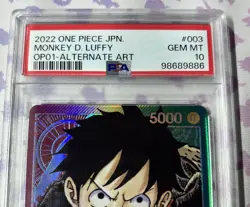 2022 ONE PIECE JPN. #003
MONKEY D. LUFFY GEM MT
OP01-ALTERNATE ART 10
PSA 98689886
5000